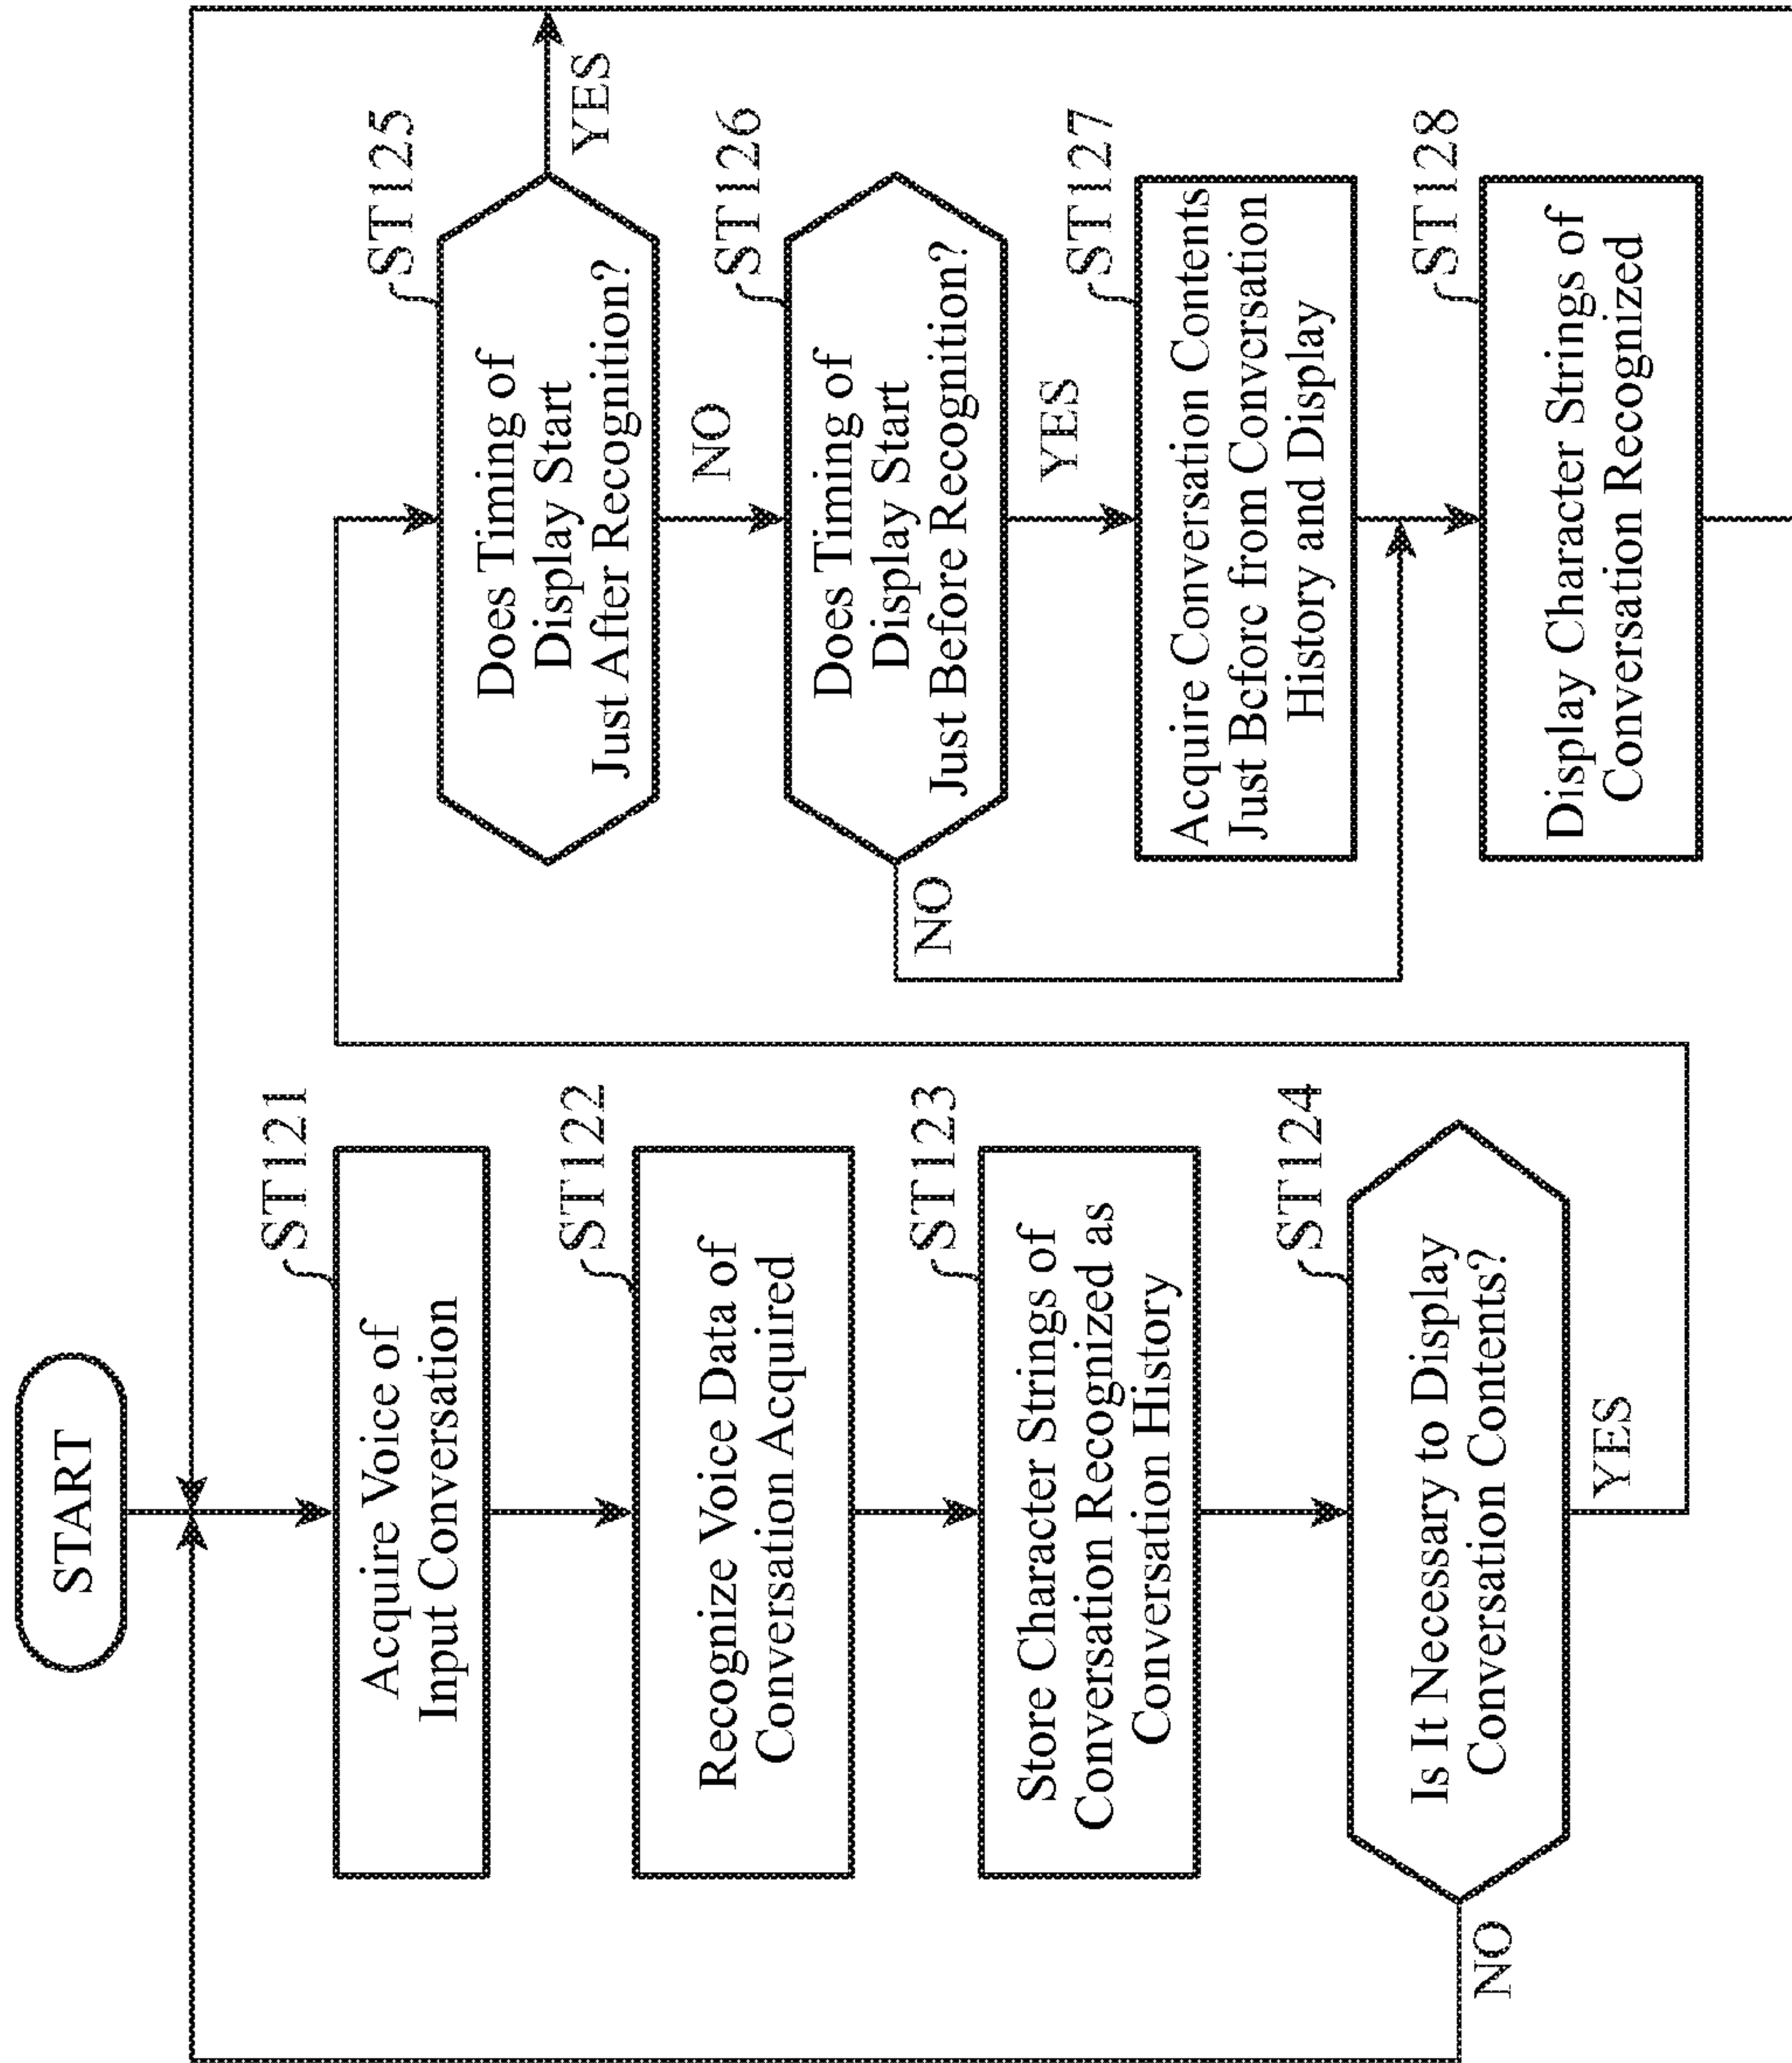 START
ST121
Acquire Voice of
Input Conversation
ST122
Recognize Voice Data of
Conversation Acquired
ST123
Store Character Strings of
Conversation Recognized as
Conversation History
ST124
Is It Necessary to Display
Conversation Contents?
NO
YES
ST125
Does Timing of
Display Start
Just After Recognition?
YES
NO
ST126
Does Timing of
Display Start
Just Before Recognition?
NO
YES
ST127
Acquire Conversation Contents
Just Before from Conversation
History and Display
ST128
Display Character Strings of
Conversation Recognized